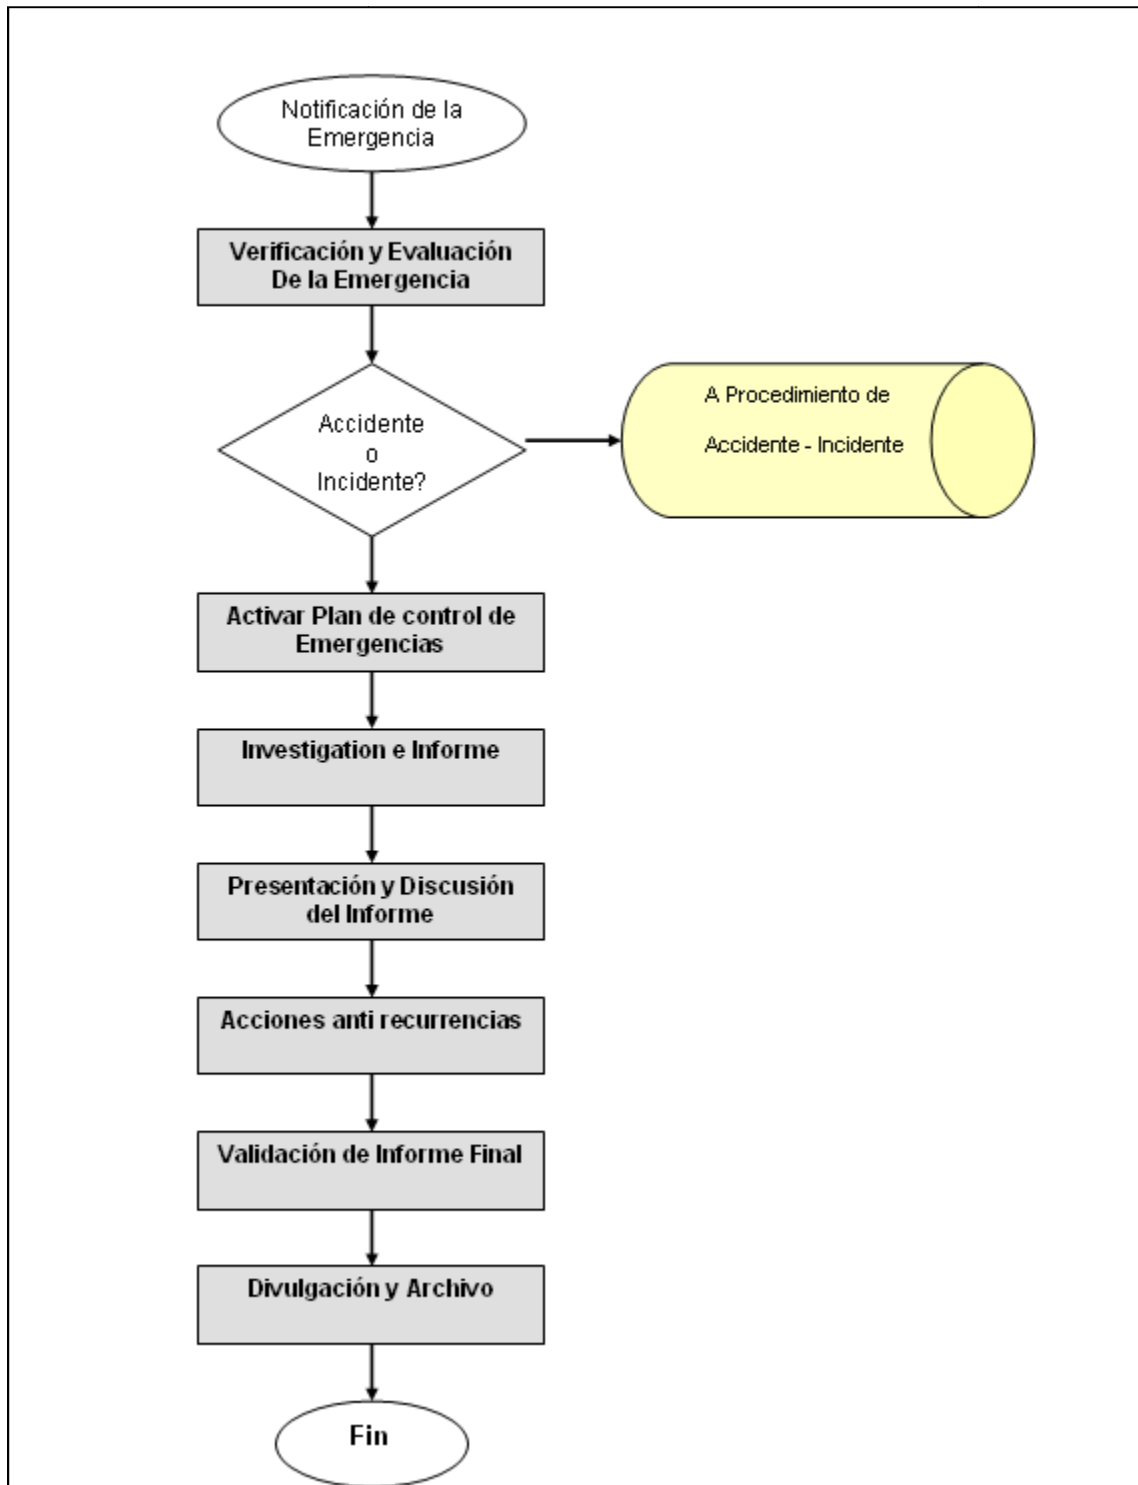 Notificación de la
Emergencia
Verificación y Evaluación
De la Emergencia
Accidente
o
Incidente?
A Procedimiento de
Accidente - Incidente
Activar Plan de control de
Emergencias
Investigation e Informe
Presentación y Discusión
del Informe
Acciones anti recurrencias
Validación de Informe Final
Divulgación y Archivo
Fin